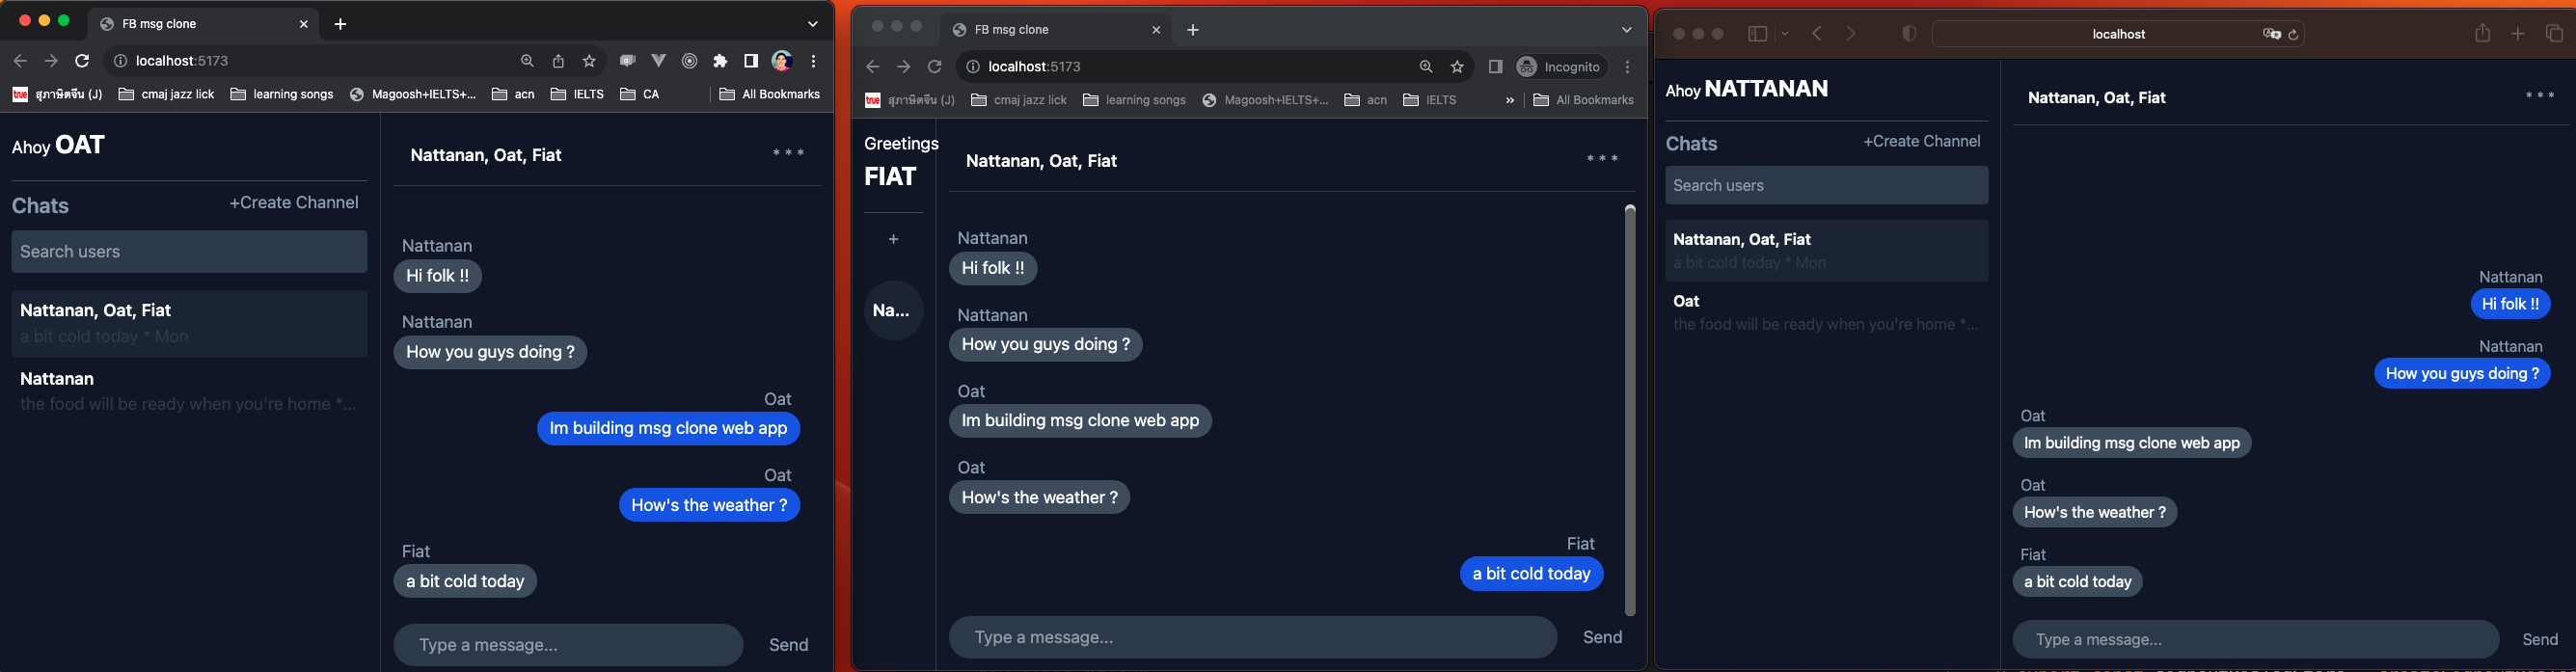 FB msg clone
localhost:5173
สุภาษิตจีน (J)
cmaj jazz lick
learning songs
Magoosh+IELTS+...
acn
IELTS
CA
All Bookmarks
Ahoy OAT
Chats
+Create Channel
Search users
Nattanan, Oat, Fiat
a bit cold today * Mon
Nattanan
the food will be ready when you're home *...
Nattanan, Oat, Fiat
* * *
Nattanan
Hi folk !!
Nattanan
How you guys doing ?
Oat
Im building msg clone web app
Oat
How's the weather ?
Fiat
a bit cold today
Type a message...
Send
FB msg clone
localhost:5173
Incognito
true
สุภาษิตจีน (J)
cmaj jazz lick
learning songs
Magoosh+IELTS+...
acn
IELTS
»
All Bookmarks
Greetings
FIAT
+
Na...
Nattanan, Oat, Fiat
* * *
Nattanan
Hi folk !!
Nattanan
How you guys doing ?
Oat
Im building msg clone web app
Oat
How's the weather ?
Fiat
a bit cold today
Type a message...
Send
localhost
Ahoy NATTANAN
Chats
+Create Channel
Search users
Nattanan, Oat, Fiat
a bit cold today * Mon
Oat
the food will be ready when you're home *...
Nattanan, Oat, Fiat
* * *
Nattanan
Hi folk !!
Nattanan
How you guys doing ?
Oat
Im building msg clone web app
Oat
How's the weather ?
Fiat
a bit cold today
Type a message...
Send